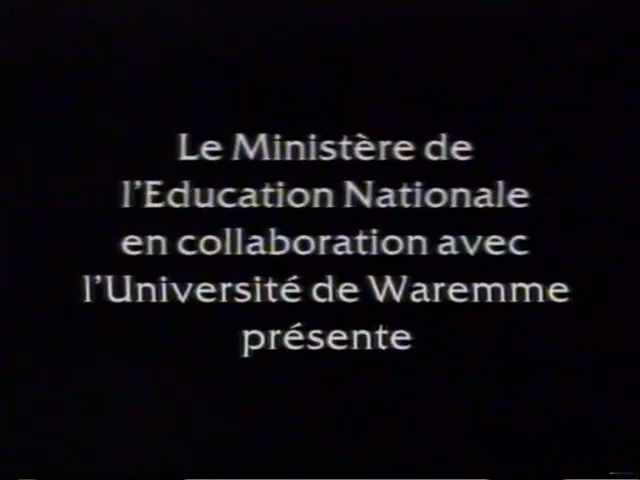 Le Ministère de
l'Education Nationale
en collaboration avec
l'Université de Waremme
présente